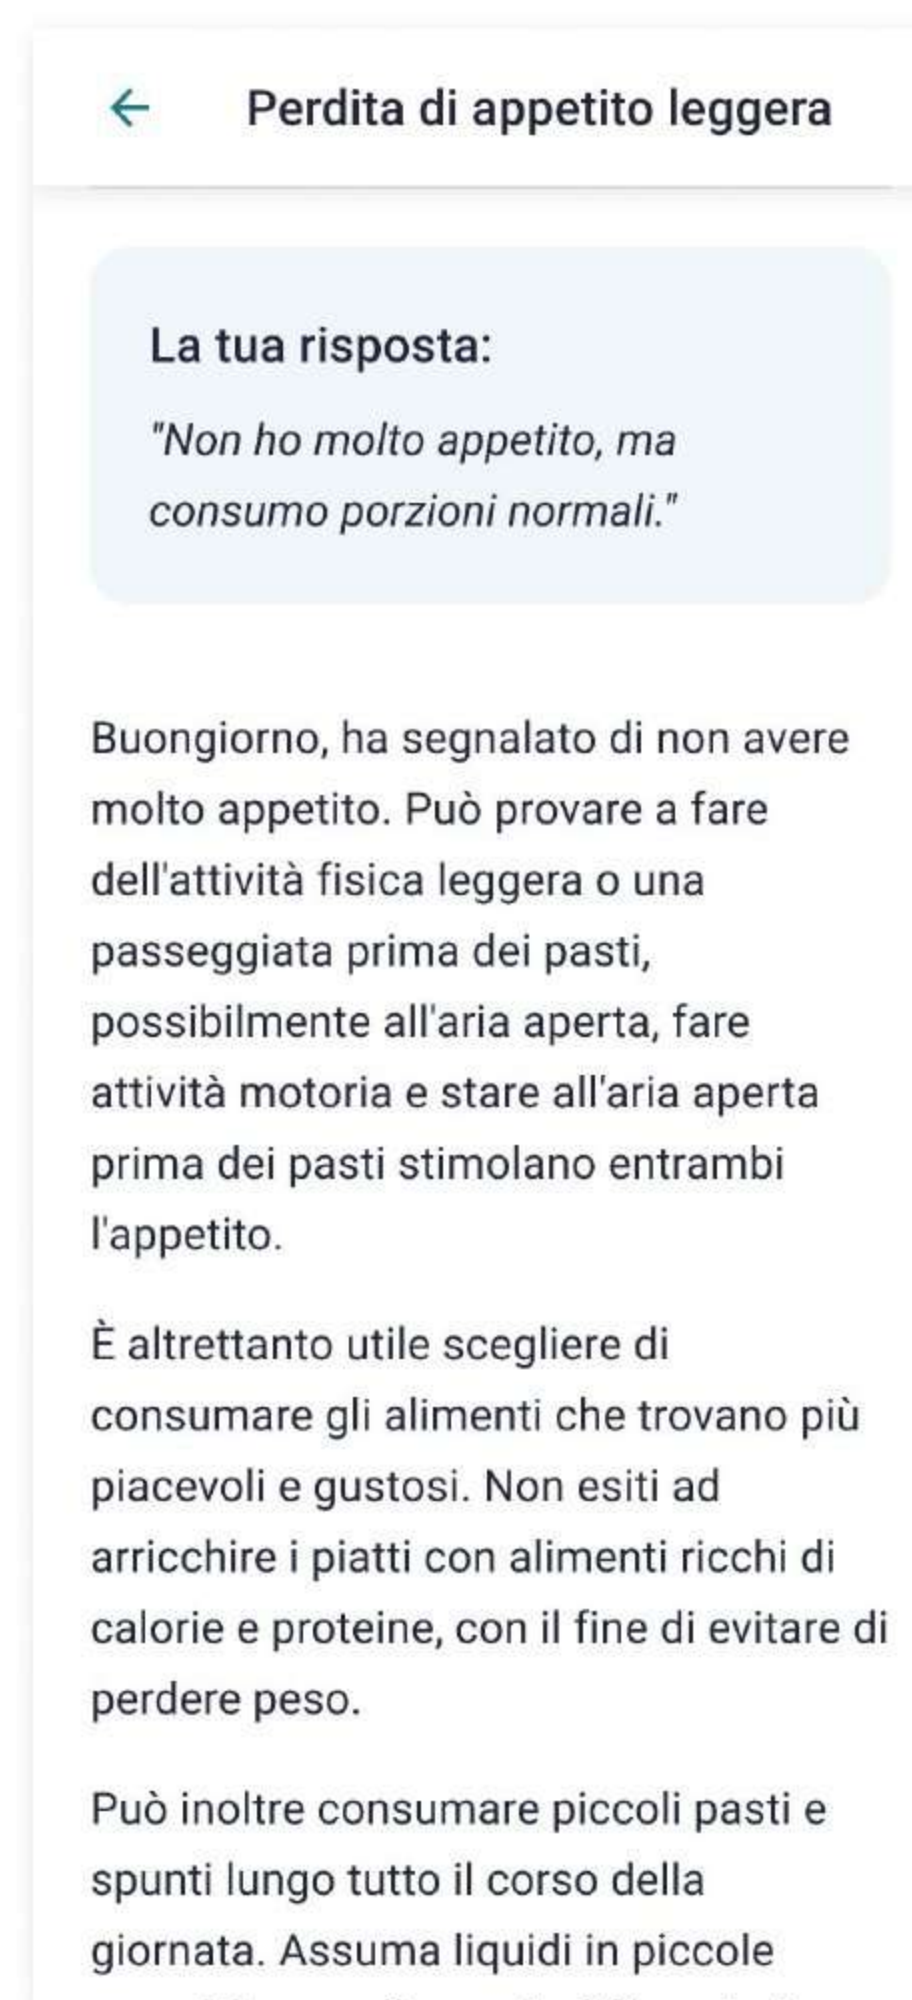 Perdita di appetito leggera
La tua risposta:
"Non ho molto appetito, ma
consumo porzioni normali."
Buongiorno, ha segnalato di non avere
molto appetito. Può provare a fare
dell'attività fisica leggera o una
passeggiata prima dei pasti,
possibilmente all'aria aperta, fare
attività motoria e stare all'aria aperta
prima dei pasti stimolano entrambi
l'appetito.
È altrettanto utile scegliere di
consumare gli alimenti che trovano più
piacevoli e gustosi. Non esiti ad
arricchire i piatti con alimenti ricchi di
calorie e proteine, con il fine di evitare di
perdere peso.
Può inoltre consumare piccoli pasti e
spunti lungo tutto il corso della
giornata. Assuma liquidi in piccole